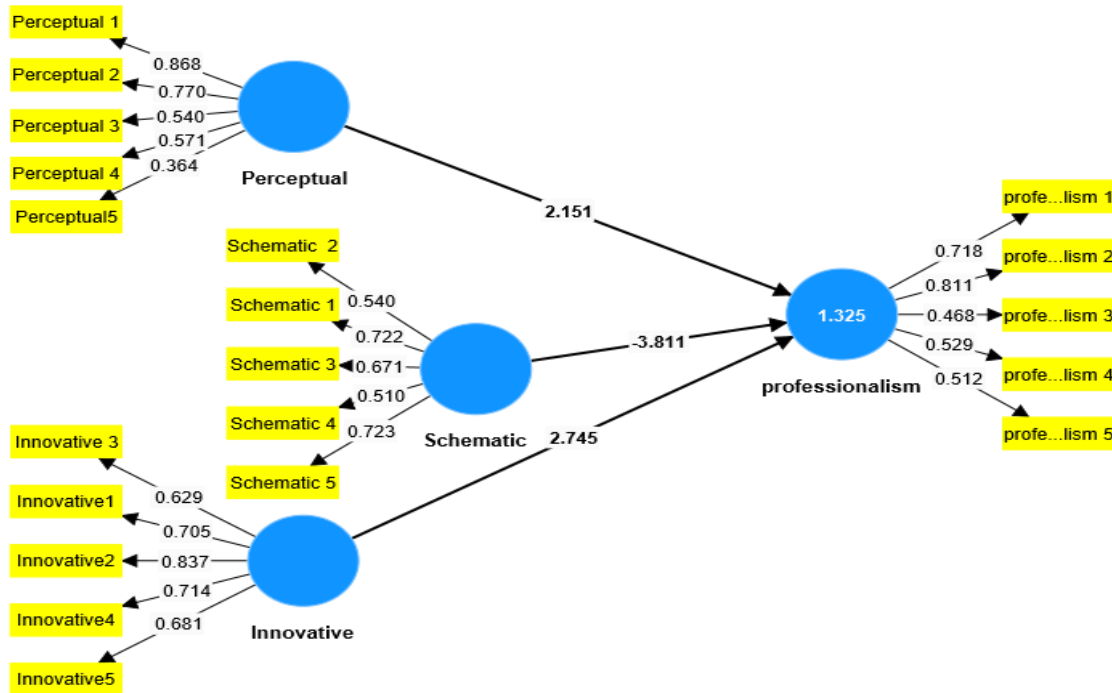 Perceptual 1
Perceptual 2
Perceptual 3
Perceptual 4
Perceptual5
0.868
0.770
0.540
0.571
0.364
Perceptual
2.151
Schematic  2
Schematic 1
Schematic 3
Schematic 4
Schematic 5
0.540
0.722
0.671
0.510
0.723
Schematic
-3.811
Innovative 3
Innovative1
Innovative2
Innovative4
Innovative5
0.629
0.705
0.837
0.714
0.681
Innovative
2.745
1.325
professionalism
0.718
0.811
0.468
0.529
0.512
profe...lism 1
profe...lism 2
profe...lism 3
profe...lism 4
profe...lism 5